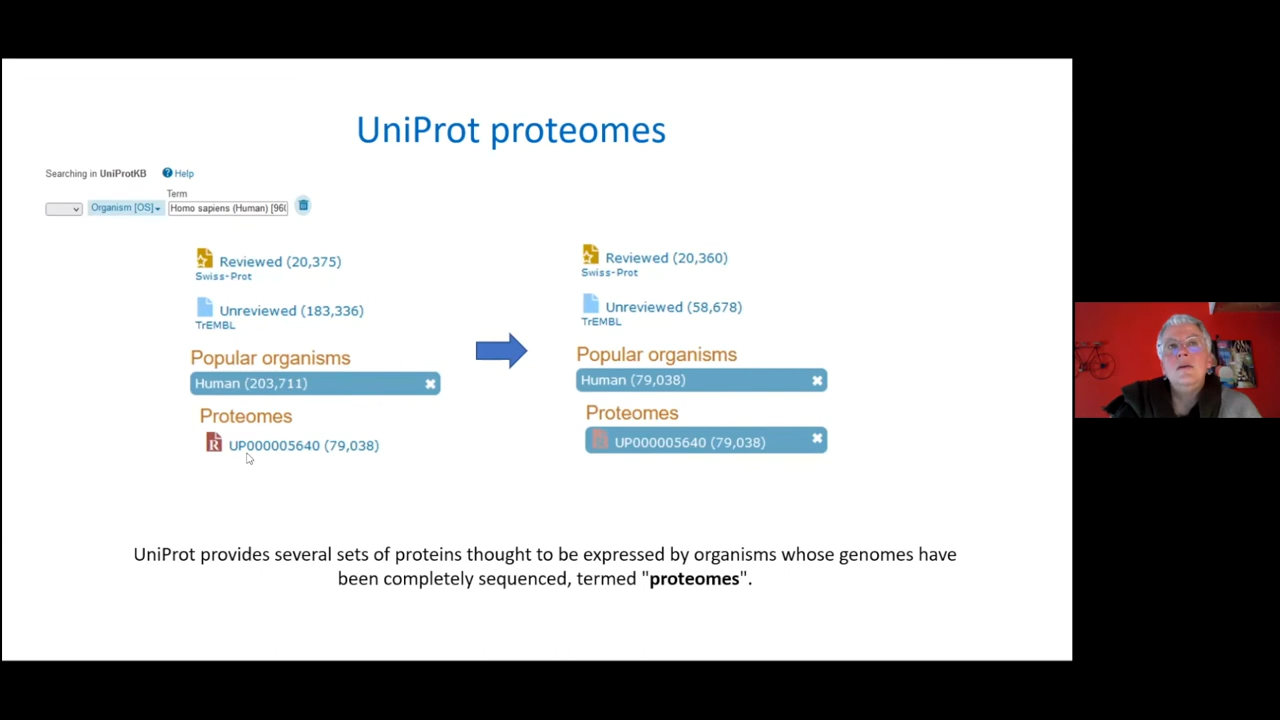 UniProt proteomes
Searching in UniProtKB
Help
Term
Organism [OS]
Homo sapiens (Human) [960
Reviewed (20,375)
Swiss-Prot
Unreviewed (183,336)
TrEMBL
Popular organisms
Human (203,711)
Proteomes
R UP000005640 (79,038)
Reviewed (20,360)
Swiss-Prot
Unreviewed (58,678)
TrEMBL
Popular organisms
Human (79,038)
Proteomes
R UP000005640 (79,038)
UniProt provides several sets of proteins thought to be expressed by organisms whose genomes have
been completely sequenced, termed "proteomes".